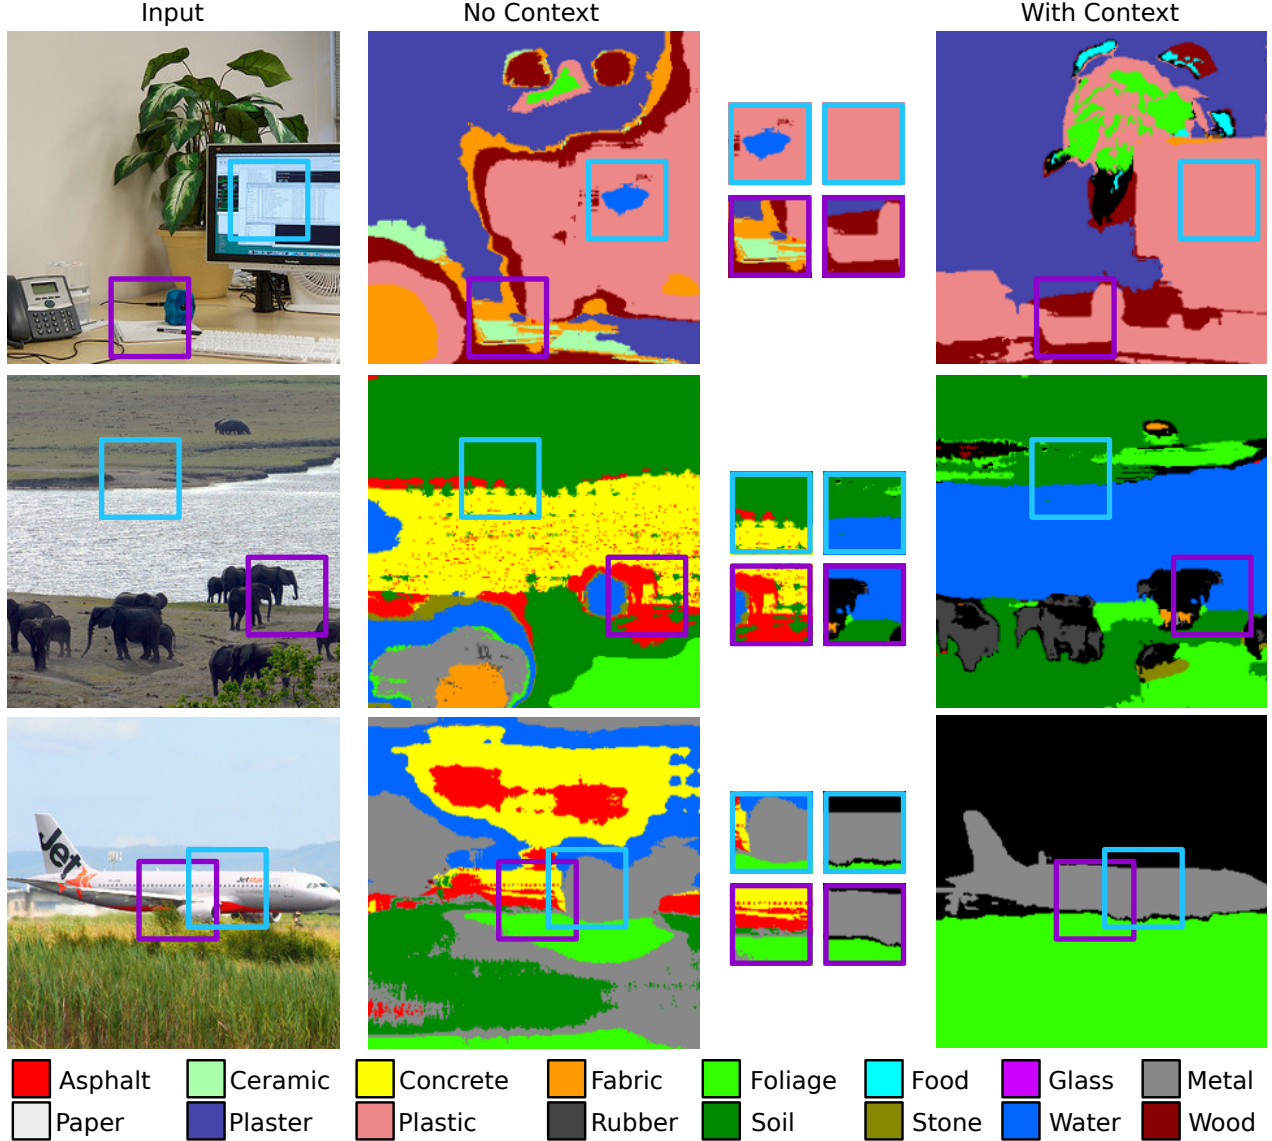 Input No Context With Context
Jet
Jetstar
Asphalt Ceramic Concrete Fabric Foliage Food Glass Metal
Paper Plaster Plastic Rubber Soil Stone Water Wood